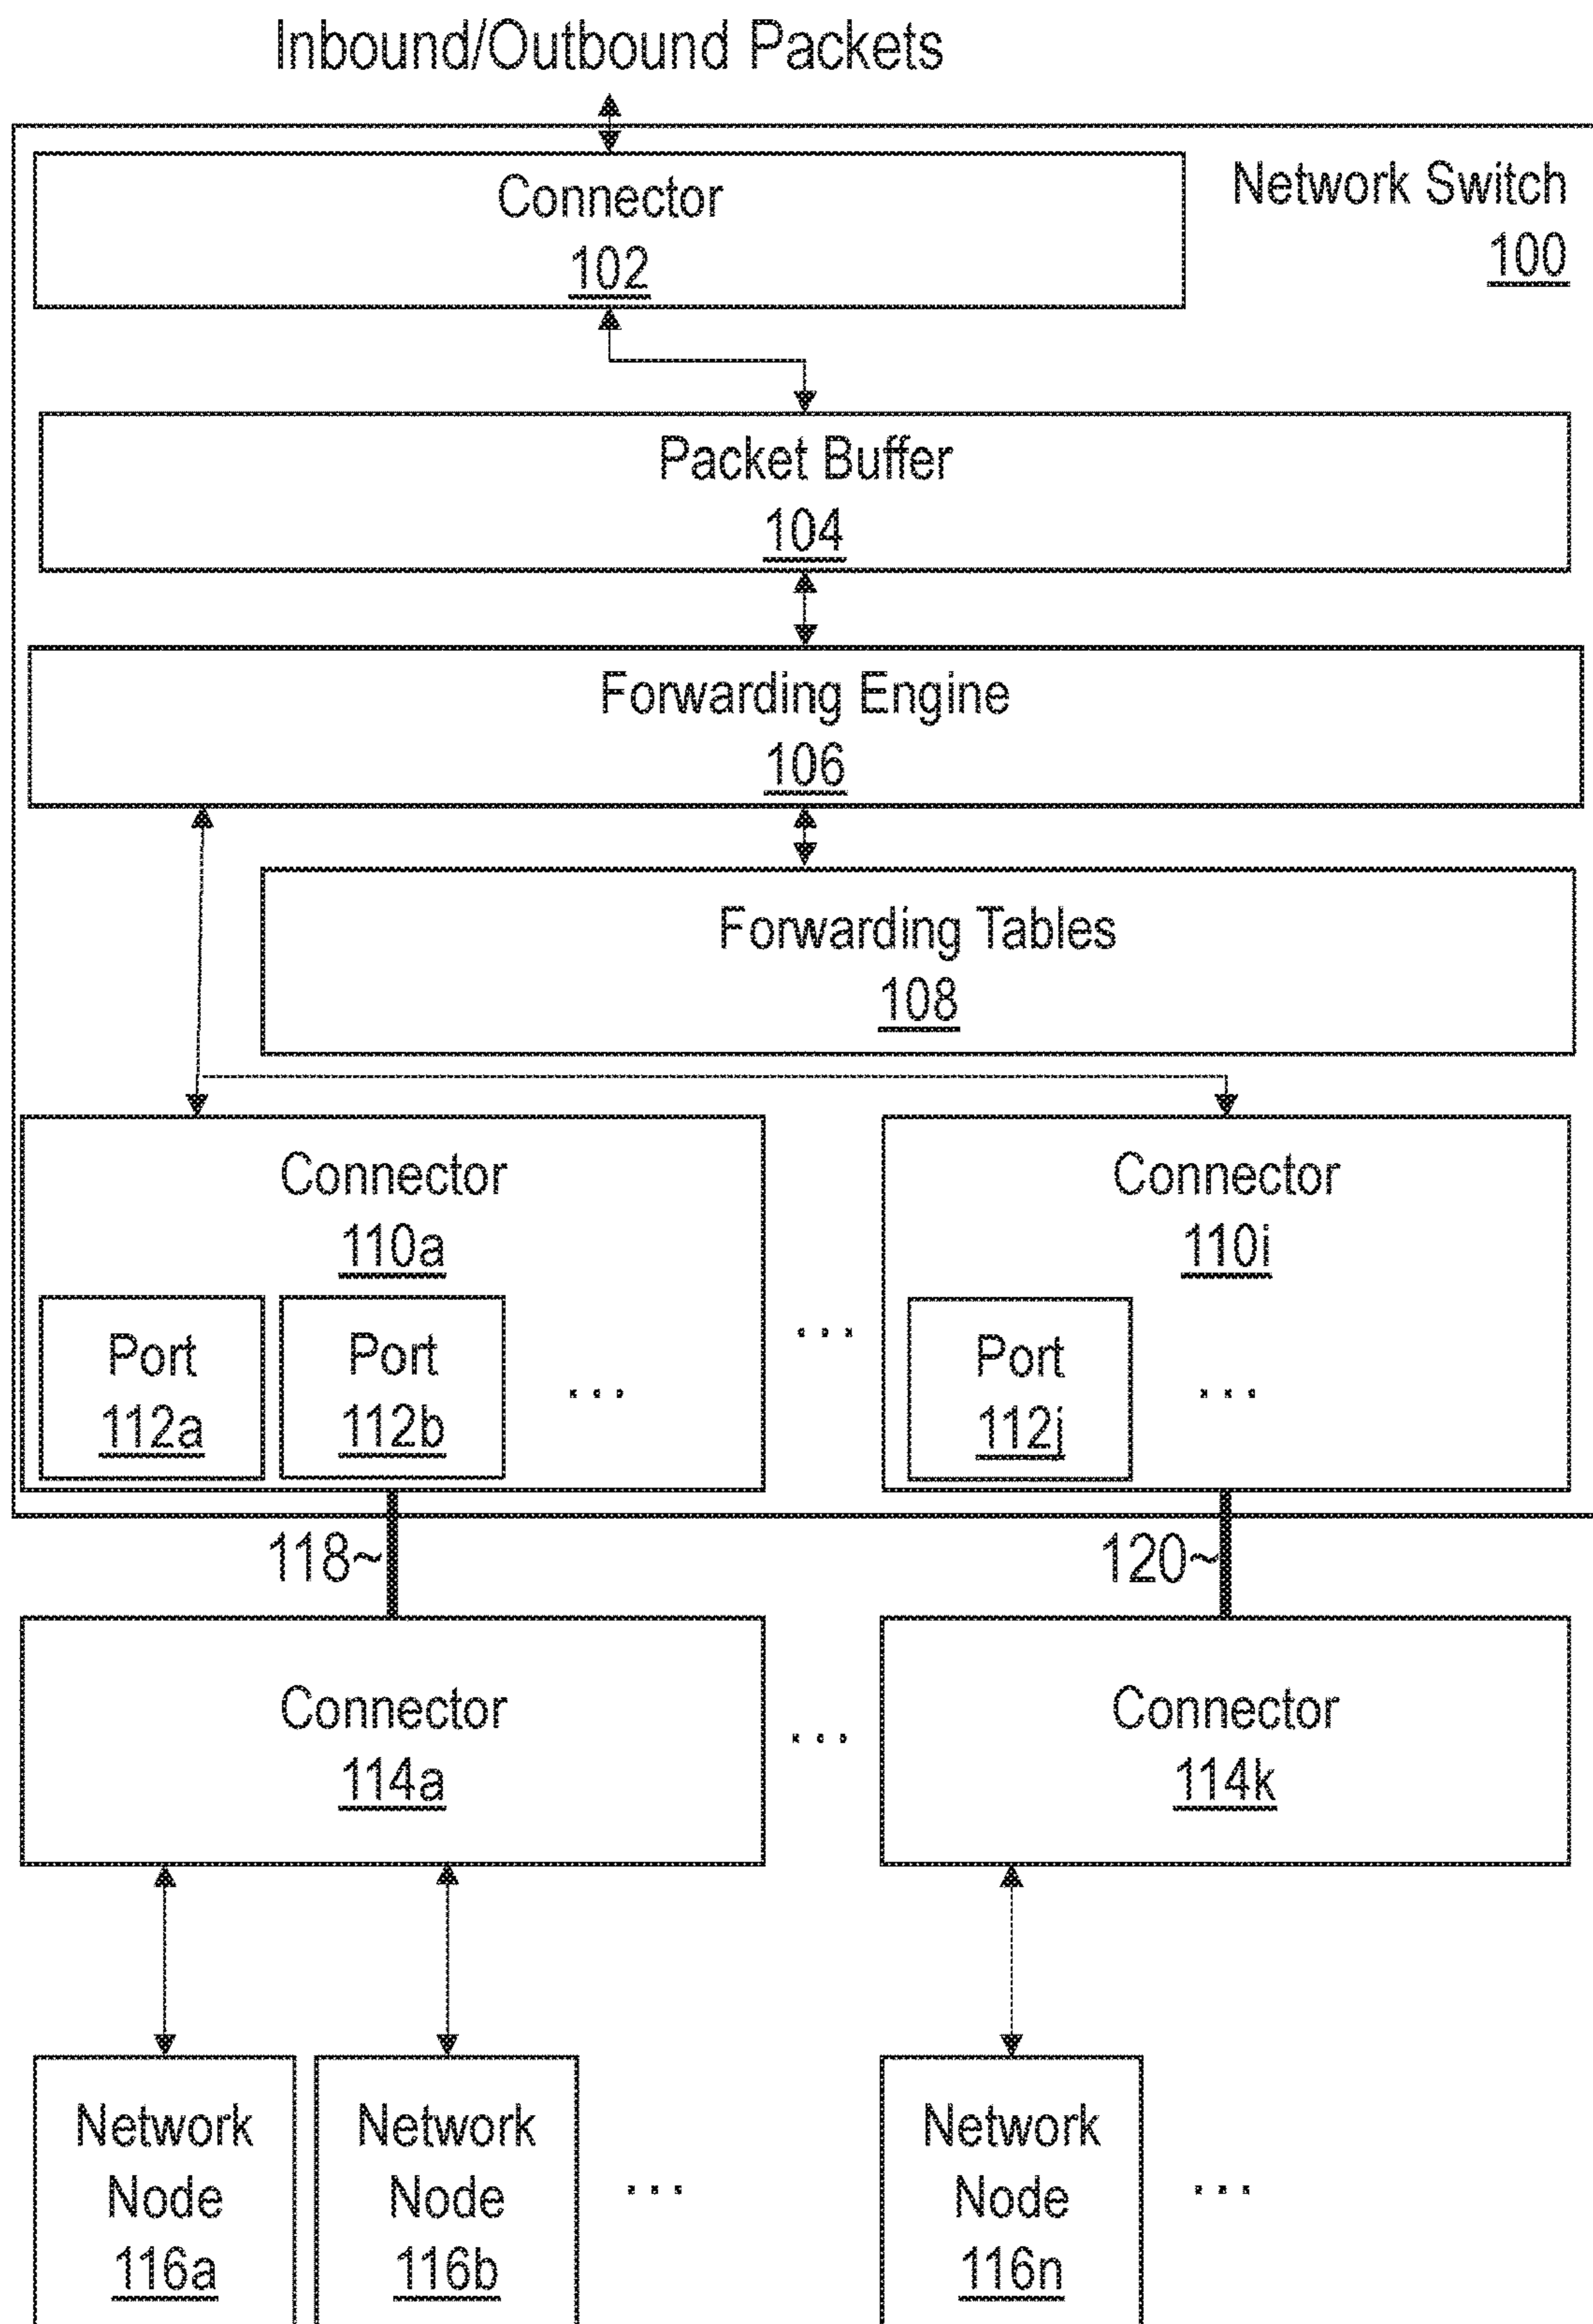 Inbound/Outbound Packets
Connector
102
Network Switch
100
Packet Buffer
104
Forwarding Engine
106
Forwarding Tables
108
Connector
110a
Connector
110i
Port
112a
Port
112b
...
...
Port
112j
...
118~
120~
Connector
114a
...
Connector
114k
Network
Node
116a
Network
Node
116b
...
Network
Node
116n
...